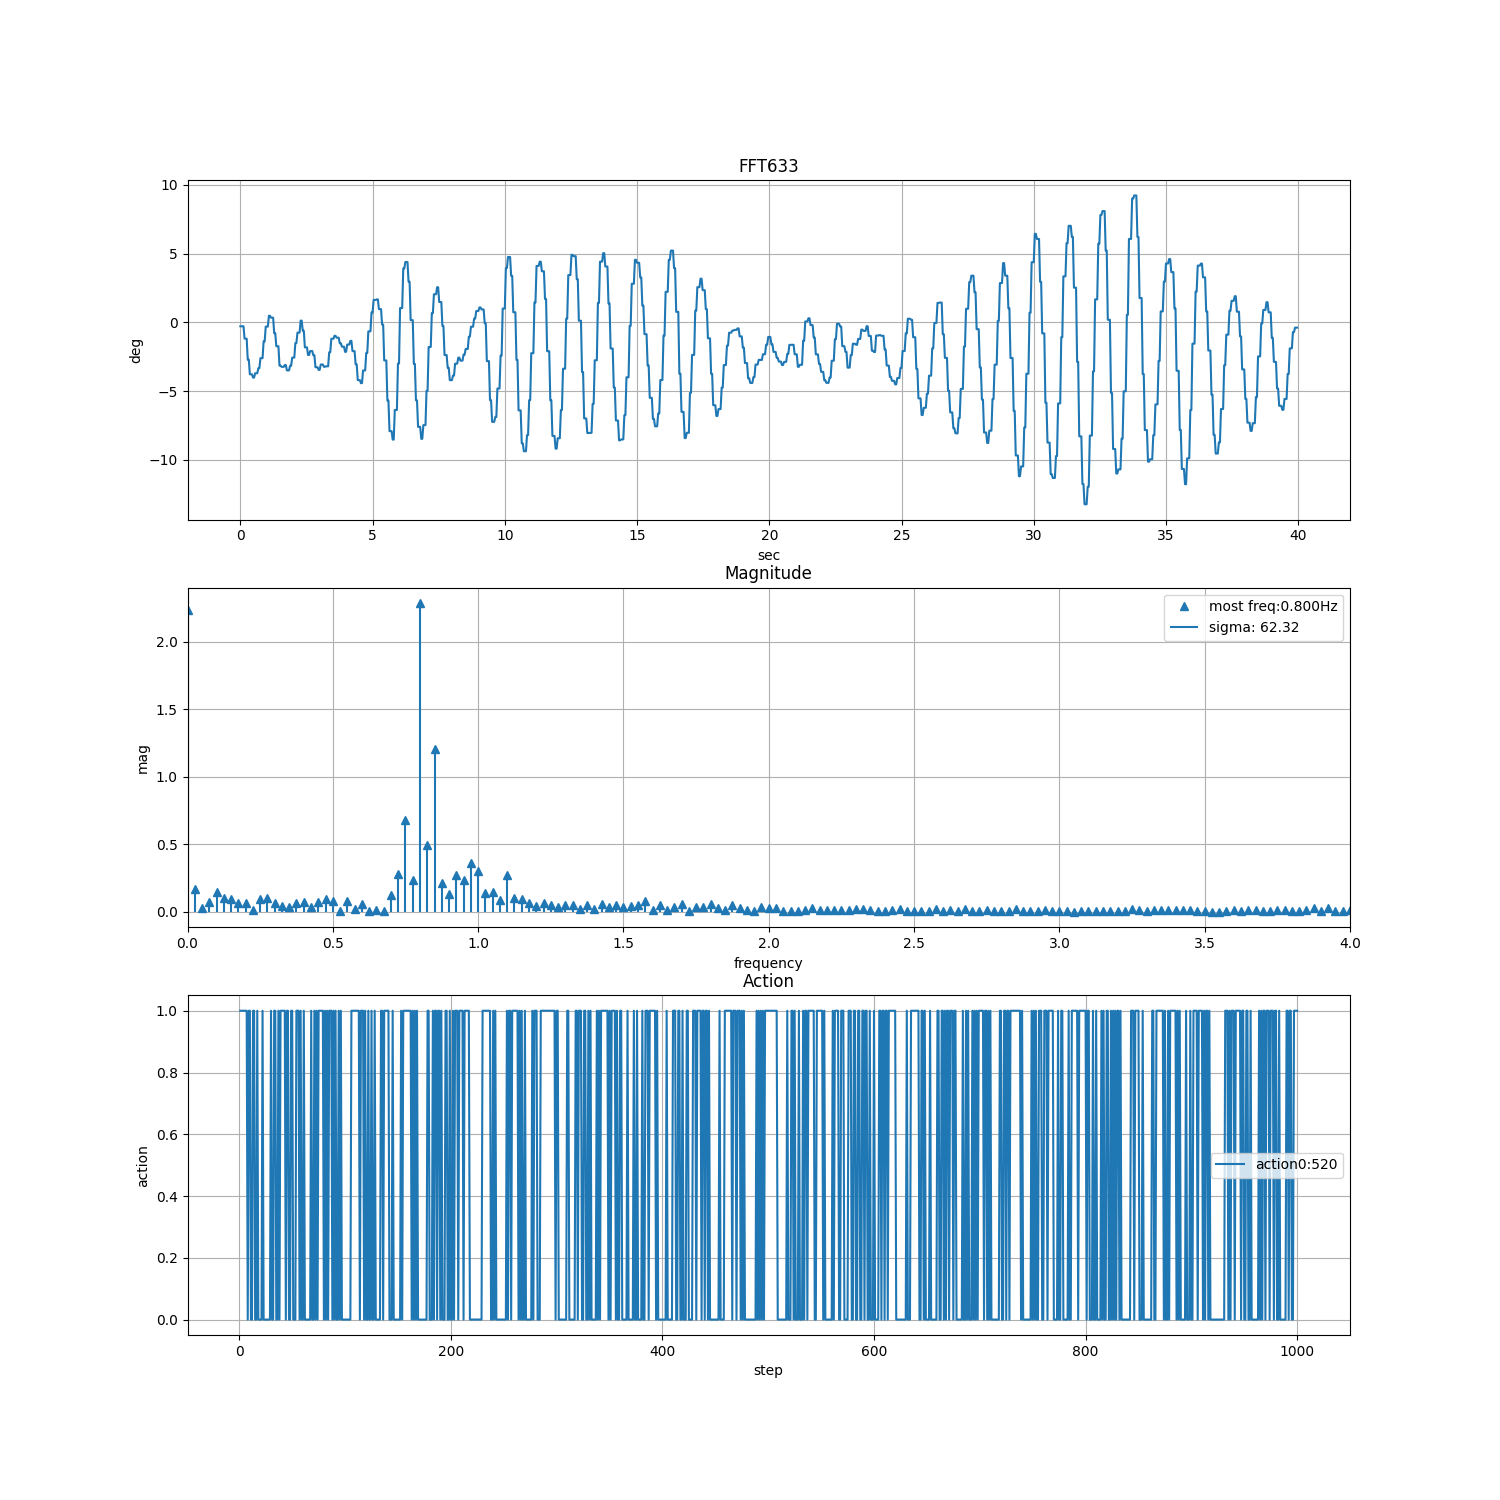 FFT633
10
5
0
−5
−10
deg
0 5 10 15 20 25 30 35 40
sec
Magnitude
most freq:0.800Hz
sigma: 62.32
2.0
1.5
1.0
0.5
0.0
mag
0.0 0.5 1.0 1.5 2.0 2.5 3.0 3.5 4.0
frequency
Action
1.0
0.8
0.6
0.4
0.2
0.0
action
action0:520
0 200 400 600 800 1000
step